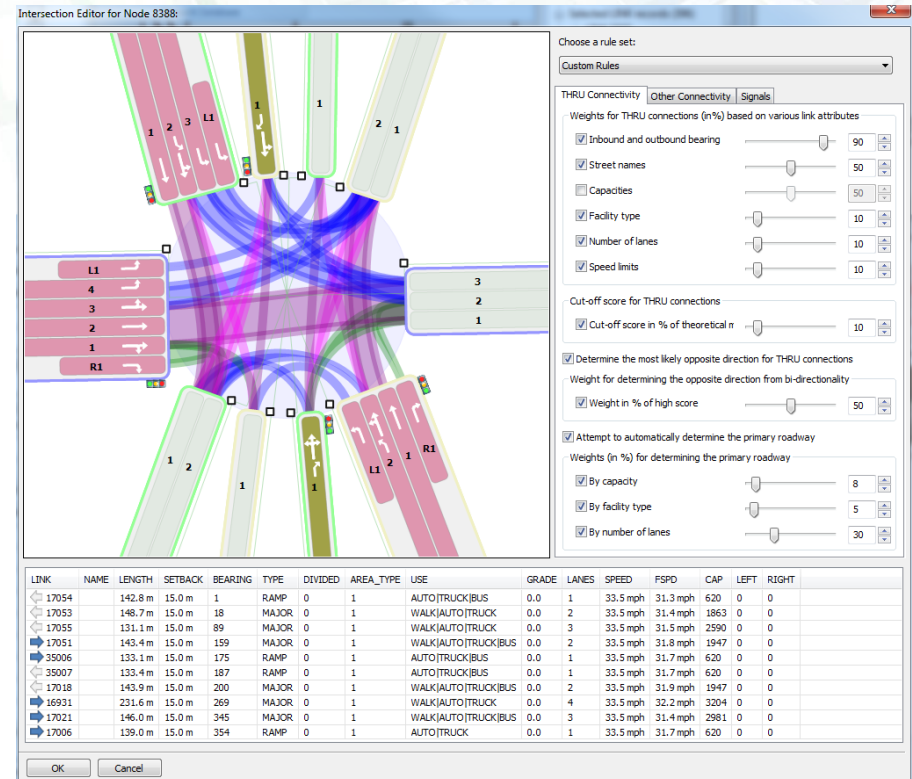 Intersection Editor for Node 8388:
Choose a rule set:
Custom Rules
THRU Connectivity Other Connectivity Signals
Weights for THRU connections (in%) based on various link attributes
Inbound and outbound bearing 90
Street names 50
Capacities 50
Facility type 10
Number of lanes 10
Speed limits 10
Cut-off score for THRU connections
Cut-off score in % of theoretical m 10
Determine the most likely opposite direction for THRU connections
Weight for determining the opposite direction from bi-directionality
Weight in % of high score 50
Attempt to automatically determine the primary roadway
Weights (in %) for determining the primary roadway
By capacity 8
By facility type 5
By number of lanes 30
1 2 3 L1
1
1
2 1
L1
4
3
2
1
R1
3
2
1
1 2
1
1
L1 2 1 R1
LINK NAME LENGTH SETBACK BEARING TYPE DIVIDED AREA_TYPE USE GRADE LANES SPEED FSPD CAP LEFT RIGHT
17054 142.8 m 15.0 m 1 RAMP 0 1 AUTO|TRUCK|BUS 0.0 1 33.5 mph 31.3 mph 620 0 0
17053 148.7 m 15.0 m 18 MAJOR 0 1 WALK|AUTO|TRUCK 0.0 2 33.5 mph 31.4 mph 1863 0 0
17055 131.1 m 15.0 m 89 MAJOR 0 1 WALK|AUTO|TRUCK 0.0 3 33.5 mph 31.5 mph 2590 0 0
17051 143.4 m 15.0 m 159 MAJOR 0 1 WALK|AUTO|TRUCK|BUS 0.0 2 33.5 mph 31.8 mph 1947 0 0
35006 133.1 m 15.0 m 175 RAMP 0 1 AUTO|TRUCK|BUS 0.0 1 33.5 mph 31.7 mph 620 0 0
35007 133.4 m 15.0 m 187 RAMP 0 1 AUTO|TRUCK|BUS 0.0 1 33.5 mph 31.7 mph 620 0 0
17018 143.9 m 15.0 m 200 MAJOR 0 1 WALK|AUTO|TRUCK|BUS 0.0 2 33.5 mph 31.9 mph 1947 0 0
16931 231.6 m 15.0 m 269 MAJOR 0 1 WALK|AUTO|TRUCK 0.0 4 33.5 mph 32.2 mph 3204 0 0
17021 146.0 m 15.0 m 345 MAJOR 0 1 WALK|AUTO|TRUCK|BUS 0.0 3 33.5 mph 31.4 mph 2981 0 0
17006 139.0 m 15.0 m 354 RAMP 0 1 AUTO|TRUCK 0.0 1 33.5 mph 31.7 mph 620 0 0
OK Cancel